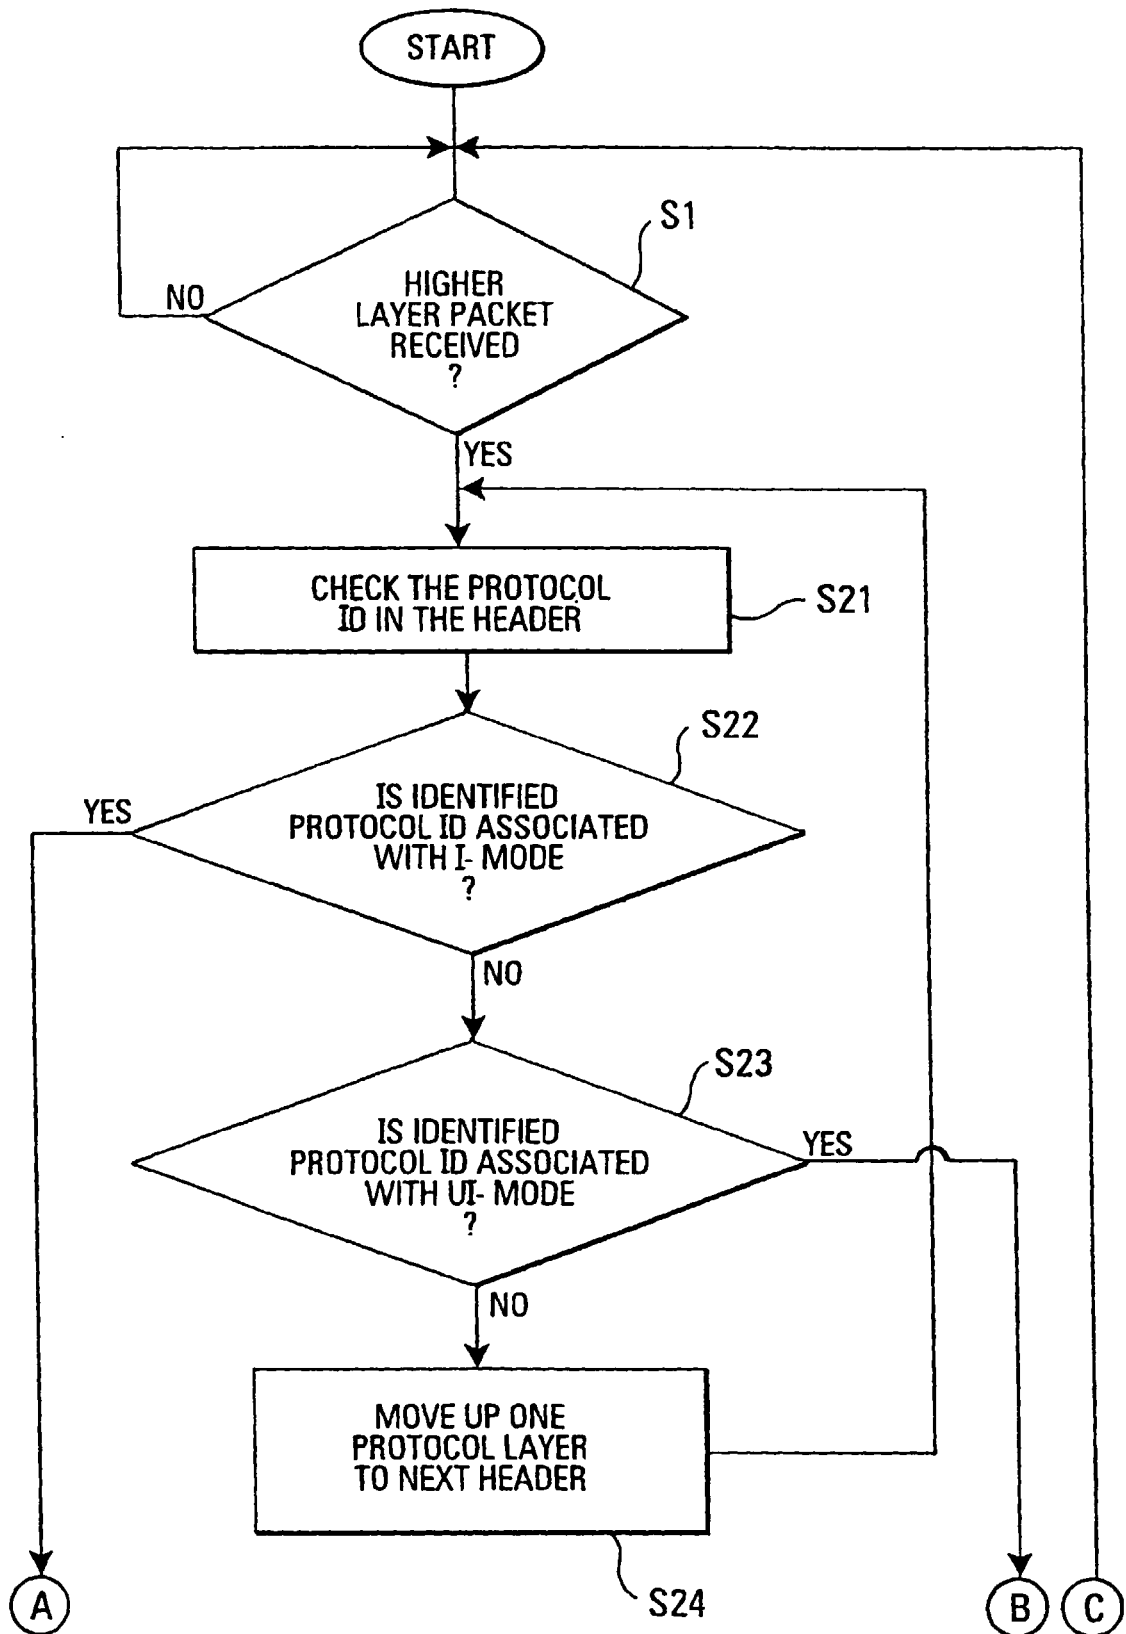 START
S1
NO
HIGHER
LAYER PACKET
RECEIVED
?
YES
CHECK THE PROTOCOL
ID IN THE HEADER
S21
S22
YES
IS IDENTIFIED
PROTOCOL ID ASSOCIATED
WITH I- MODE
?
NO
S23
IS IDENTIFIED
PROTOCOL ID ASSOCIATED
WITH UI- MODE
?
YES
NO
MOVE UP ONE
PROTOCOL LAYER
TO NEXT HEADER
S24
A
B
C